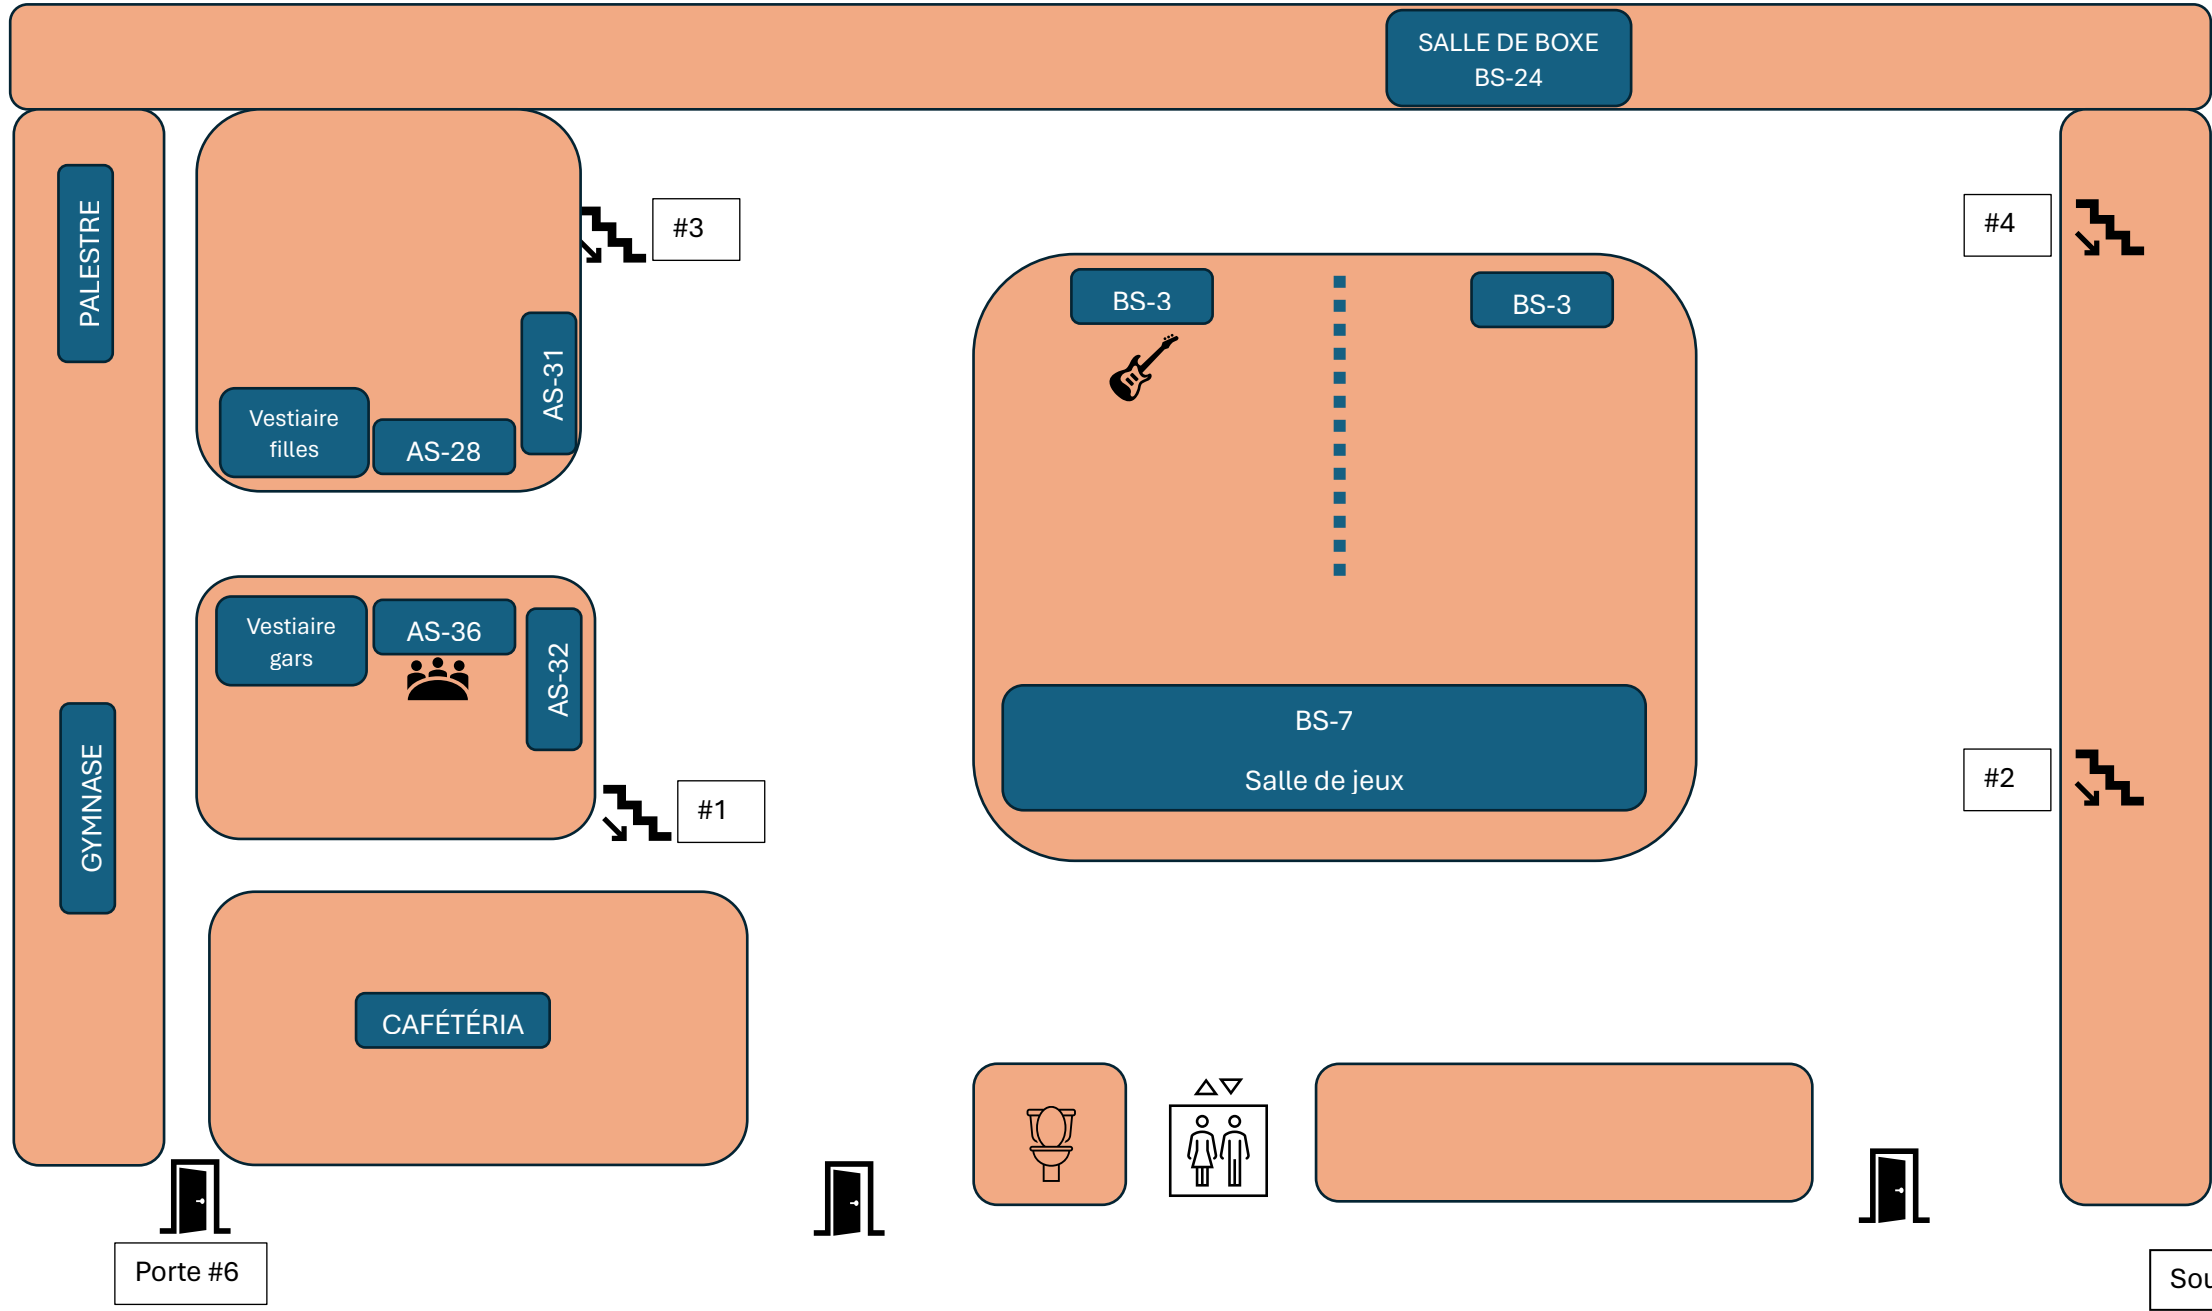 SALLE DE BOXE
BS-24
PALESTRE
#3
#4
BS-3
BS-3
AS-31
Vestiaire
filles
AS-28
Vestiaire
gars
AS-36
AS-32
BS-7
Salle de jeux
GYMNASE
#1
#2
CAFÉTÉRIA
Porte #6